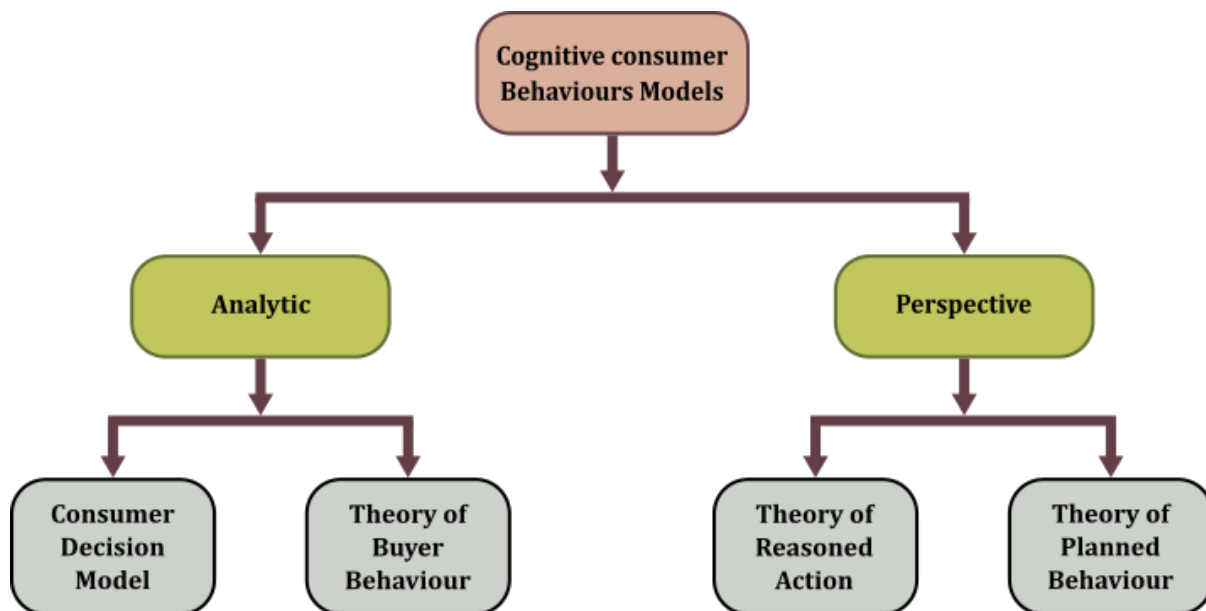 Cognitive consumer
Behaviours Models
Analytic
Perspective
Consumer
Decision
Model
Theory of
Buyer
Behaviour
Theory of
Reasoned
Action
Theory of
Planned
Behaviour